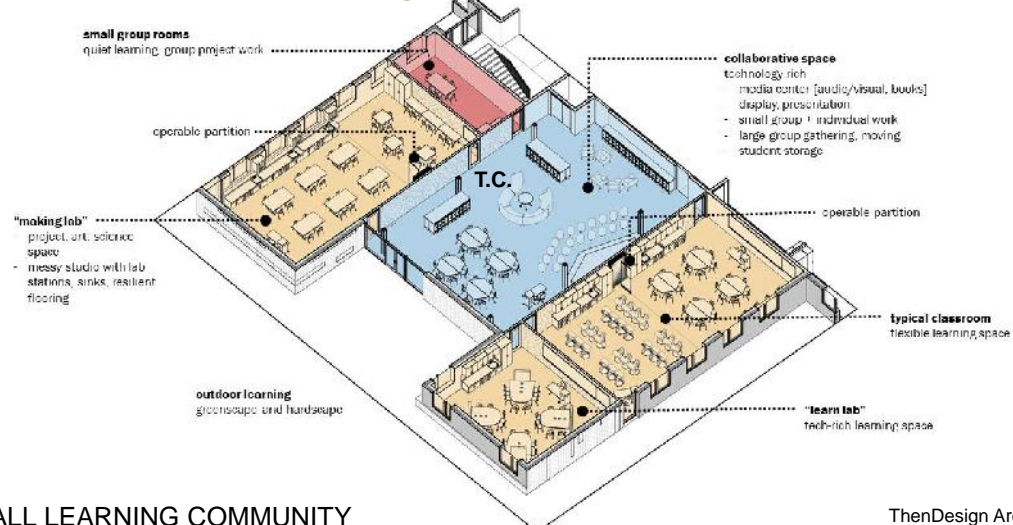 small group rooms
quiet learning, group project work
collaborative space
technology rich
- media center [audio/visual, books]
- display, presentation
- small group + individual work
- large group gathering, moving
- student storage
operable partition
T.C.
operable partition
"making lab"
- project, art, science
space
- messy studio with lab
stations, sinks, resilient
flooring
typical classroom
flexible learning space
outdoor learning
greenscape and hardscape
"learn lab"
tech-rich learning space
ALL LEARNING COMMUNITY
ThenDesign Ar